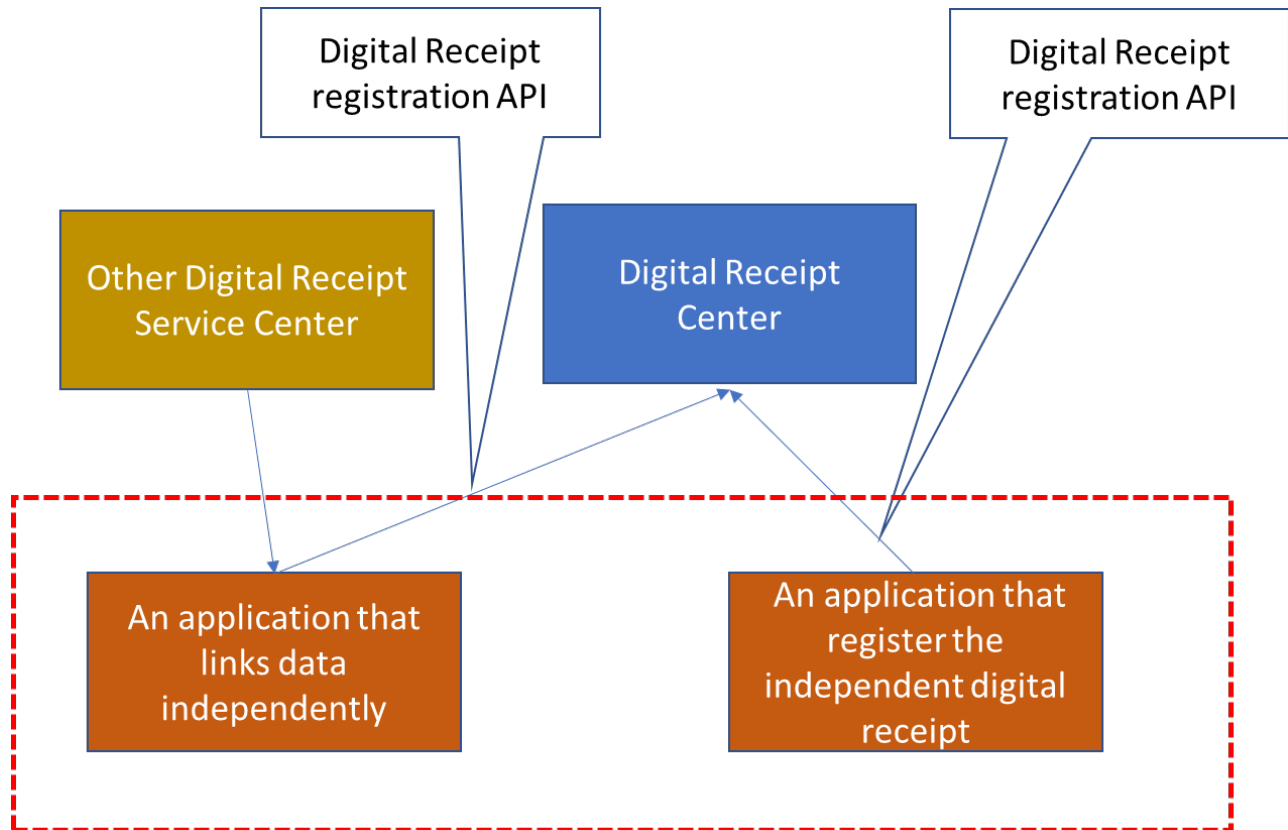 Digital Receipt
registration API
Digital Receipt
registration API
Other Digital Receipt
Service Center
Digital Receipt
Center
An application that
links data
independently
An application that
register the
independent digital
receipt